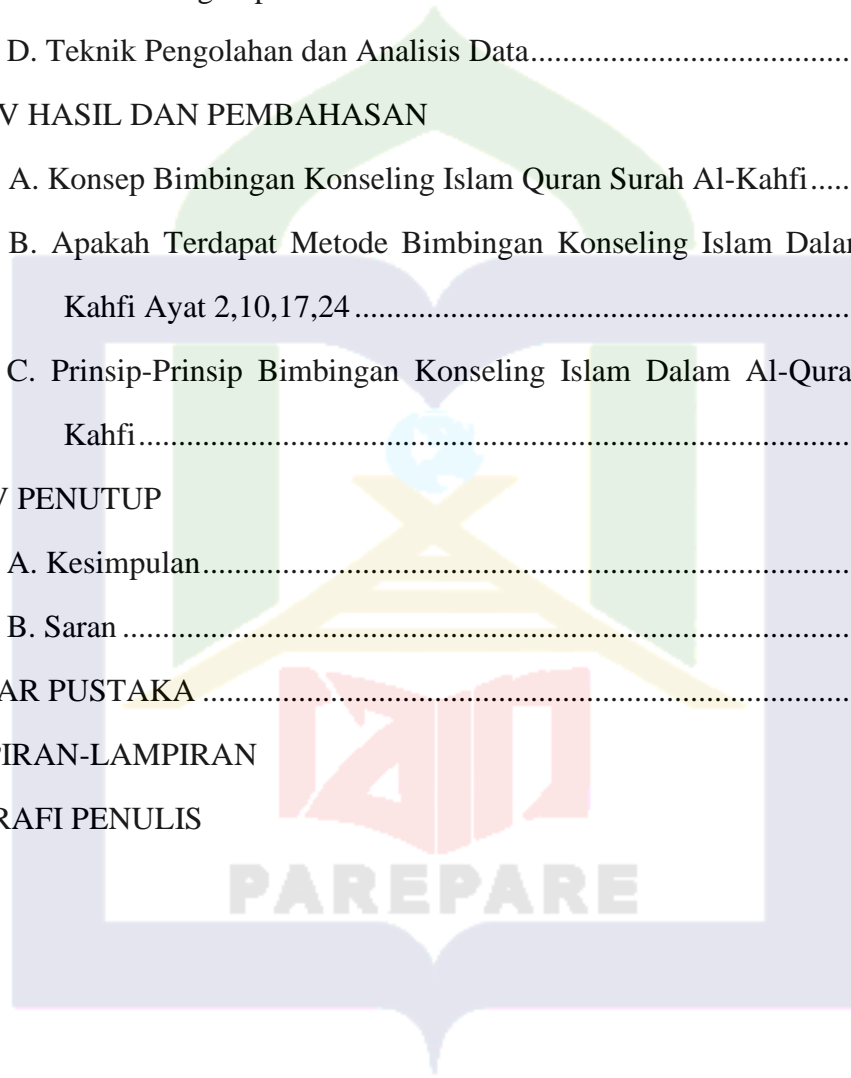 D. Teknik Pengolahan dan Analisis Data
V HASIL DAN PEMBAHASAN
A. Konsep Bimbingan Konseling Islam Quran Surah Al-Kahfi
B. Apakah Terdapat Metode Bimbingan Konseling Islam Dalam
Kahfi Ayat 2,10,17,24
C. Prinsip-Prinsip Bimbingan Konseling Islam Dalam Al-Qura
Kahfi
V PENUTUP
A. Kesimpulan
B. Saran
AR PUSTAKA
PIRAN-LAMPIRAN
RAFI PENULIS
PAREPARE